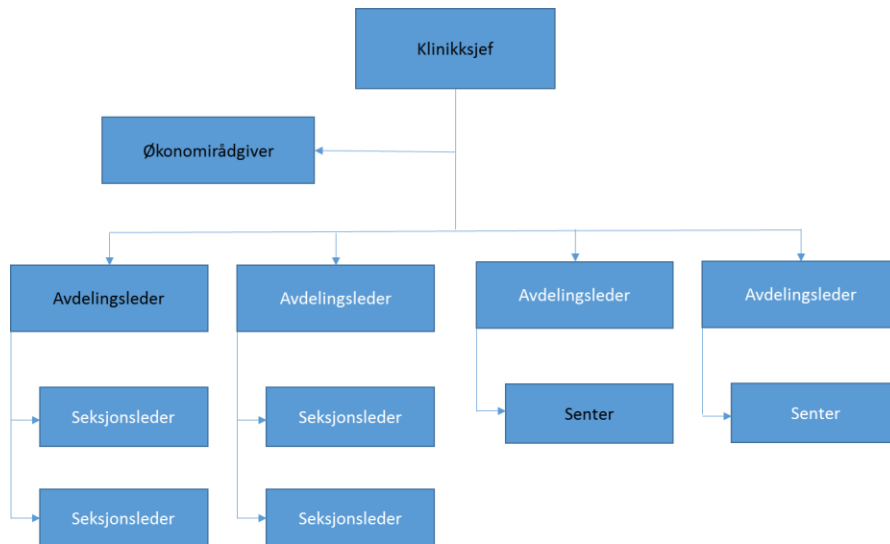 Klinikksjef
Økonomirådgiver
Avdelingsleder
Avdelingsleder
Avdelingsleder
Avdelingsleder
Seksjonsleder
Seksjonsleder
Senter
Senter
Seksjonsleder
Seksjonsleder